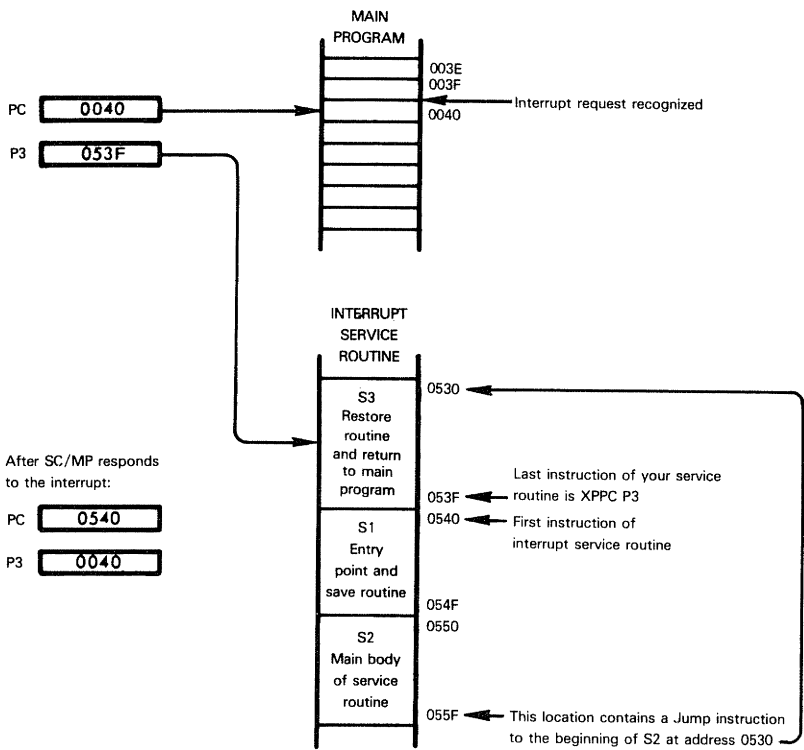 MAIN
PROGRAM
003E
003F
0040
Interrupt request recognized
PC 0040
P3 053F
INTERRUPT
SERVICE
ROUTINE
0530
S3
Restore
routine
and return
to main
program
053F
Last instruction of your service
routine is XPPC P3
After SC/MP responds
to the interrupt:
PC 0540
P3 0040
0540
First instruction of
interrupt service routine
S1
Entry
point and
save routine
054F
0550
S2
Main body
of service
routine
055F
This location contains a Jump instruction
to the beginning of S2 at address 0530